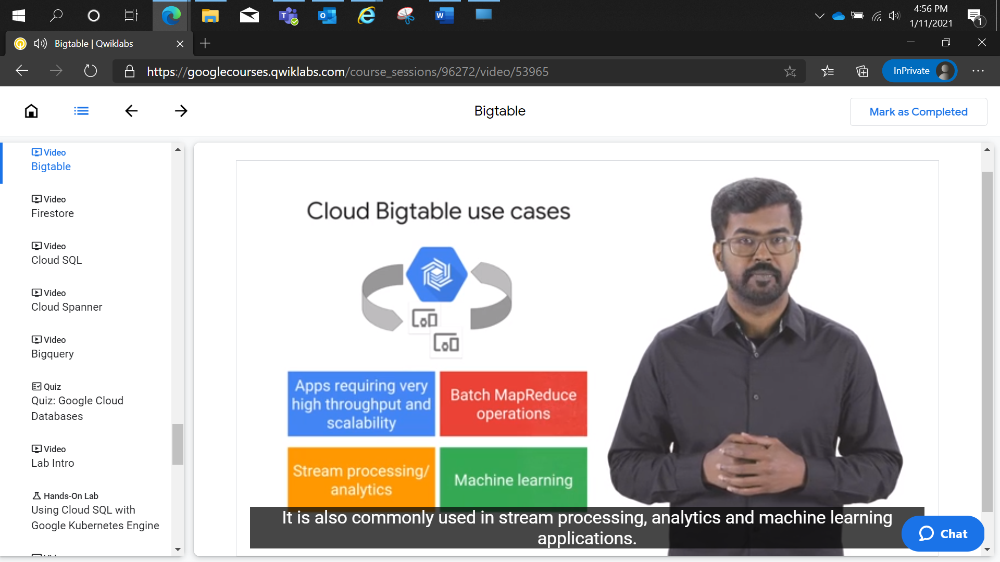 4:56 PM
1/11/2021
1
Bigtable | Qwiklabs
https://googlecourses.qwiklabs.com/course_sessions/96272/video/53965
InPrivate
Bigtable
Mark as Completed
Video
Bigtable
Video
Firestore
Video
Cloud SQL
Video
Cloud Spanner
Video
Bigquery
Quiz
Quiz: Google Cloud
Databases
Video
Lab Intro
Hands-On Lab
Using Cloud SQL with
Google Kubernetes Engine
Cloud Bigtable use cases
Apps requiring very
high throughput and
scalability
Batch MapReduce
operations
Stream processing/
analytics
Machine learning
It is also commonly used in stream processing, analytics and machine learning
applications.
Chat